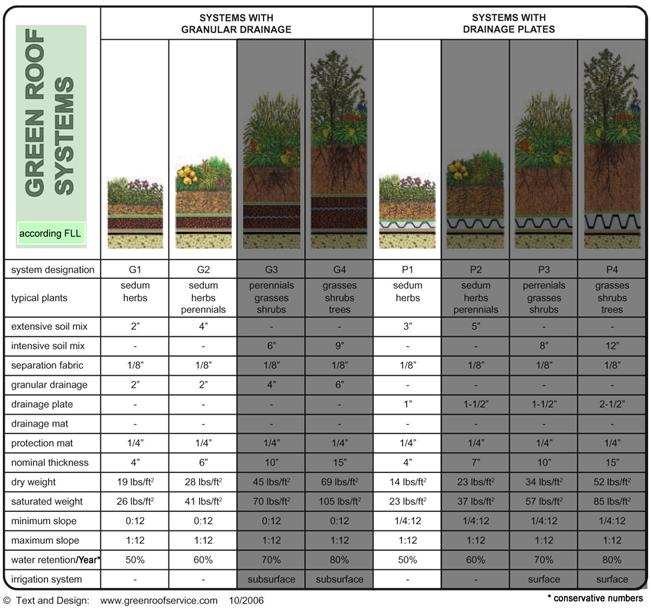 GREEN ROOF
SYSTEMS
according FLL
SYSTEMS WITH
GRANULAR DRAINAGE
SYSTEMS WITH
DRAINAGE PLATES
system designation G1 G2 G3 G4 P1 P2 P3 P4
typical plants
sedum herbs
sedum herbs perennials
perennials grasses shrubs
grasses shrubs trees
sedum herbs
sedum herbs perennials
perrenials grasses shrubs
grasses shrubs trees
extensive soil mix 2" 4" - - 3" 5" - -
intensive soil mix - - 6" 9" - - 8" 12"
separation fabric 1/8" 1/8" 1/8" 1/8" 1/8" 1/8" 1/8" 1/8"
granular drainage 2" 2" 4" 6" - - - -
drainage plate - - - - 1" 1-1/2" 1-1/2" 2-1/2"
drainage mat - - - - - - - -
protection mat 1/4" 1/4" 1/4" 1/4" 1/4" 1/4" 1/4" 1/4"
nominal thickness 4" 6" 10" 15" 4" 7" 10" 15"
dry weight 19 lbs/ft² 28 lbs/ft² 45 lbs/ft² 69 lbs/ft² 14 lbs/ft² 23 lbs/ft² 34 lbs/ft² 52 lbs/ft²
saturated weight 26 lbs/ft² 41 lbs/ft² 70 lbs/ft² 105 lbs/ft² 23 lbs/ft² 37 lbs/ft² 57 lbs/ft² 85 lbs/ft²
minimum slope 0:12 0:12 0:12 0:12 1/4:12 1/4:12 1/4:12 1/4:12
maximum slope 1:12 1:12 1:12 1:12 1:12 1:12 1:12 1:12
water retention/Year* 50% 60% 70% 80% 50% 60% 70% 80%
irrigation system - - subsurface subsurface - - surface surface
© Text and Design: www.greenroofservice.com 10/2006
* conservative numbers